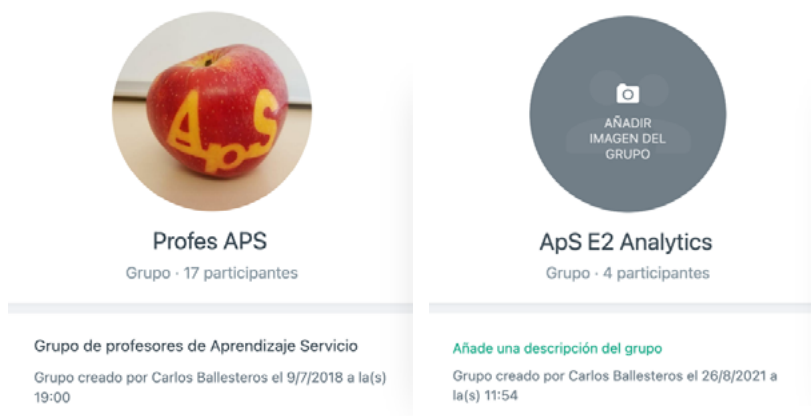 ApS
Profes APS
Grupo · 17 participantes
Grupo de profesores de Aprendizaje Servicio
Grupo creado por Carlos Ballesteros el 9/7/2018 a la(s)
19:00
AÑADIR
IMAGEN DEL
GRUPO
ApS E2 Analytics
Grupo · 4 participantes
Añade una descripción del grupo
Grupo creado por Carlos Ballesteros el 26/8/2021 a
la(s) 11:54